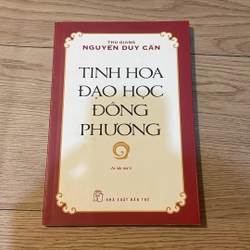 THU GIANG
NGUYỄN DUY CẦN
TINH HOA
ĐẠO HỌC
ĐÔNG
PHƯƠNG
NHÀ XUẤT BẢN TRẺ